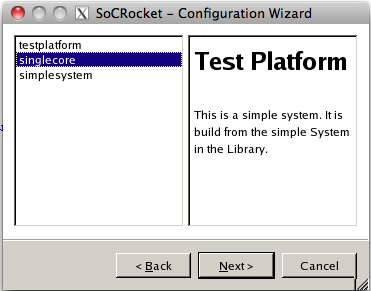 SoCRocket - Configuration Wizard
testplatform
singlecore
simplesystem
Test Platform
This is a simple system. It is
build from the simple System
in the Library.
< Back
Next >
Cancel